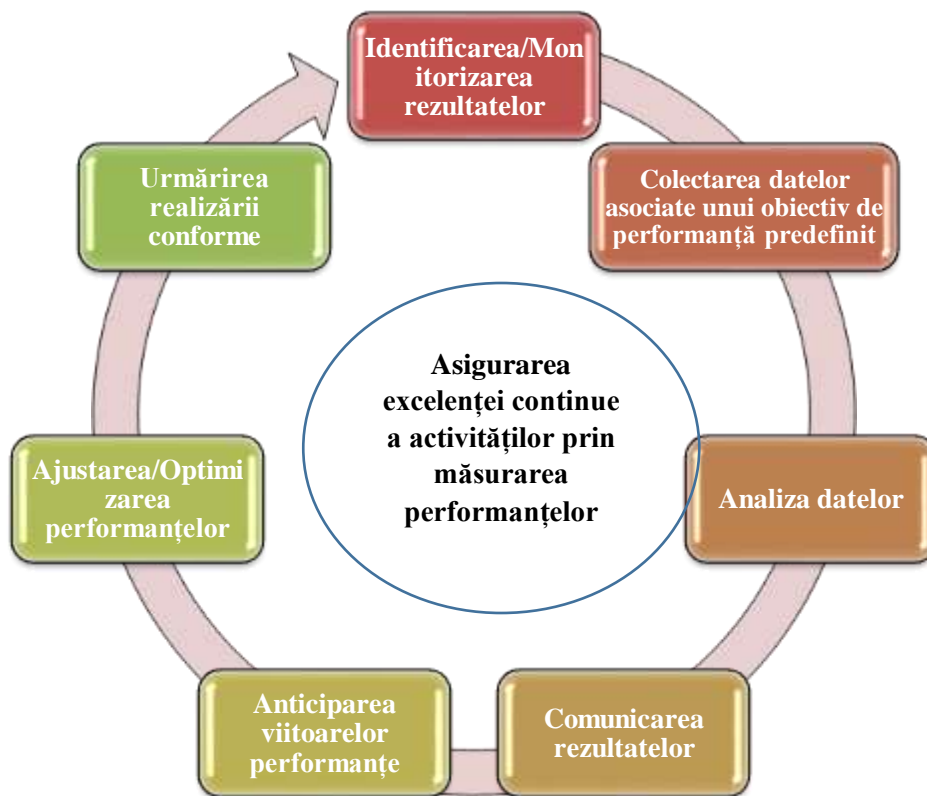 Identificarea/Mon
itorizarea
rezultatelor
Colectarea datelor
asociate unui obiectiv de
performanță predefinit
Analiza datelor
Comunicarea
rezultatelor
Anticiparea
viitoarelor
performanțe
Ajustarea/Optimi
zarea
performanțelor
Urmărirea
realizării
conforme
Asigurarea
excelenței continue
a activităților prin
măsurarea
performanțelor